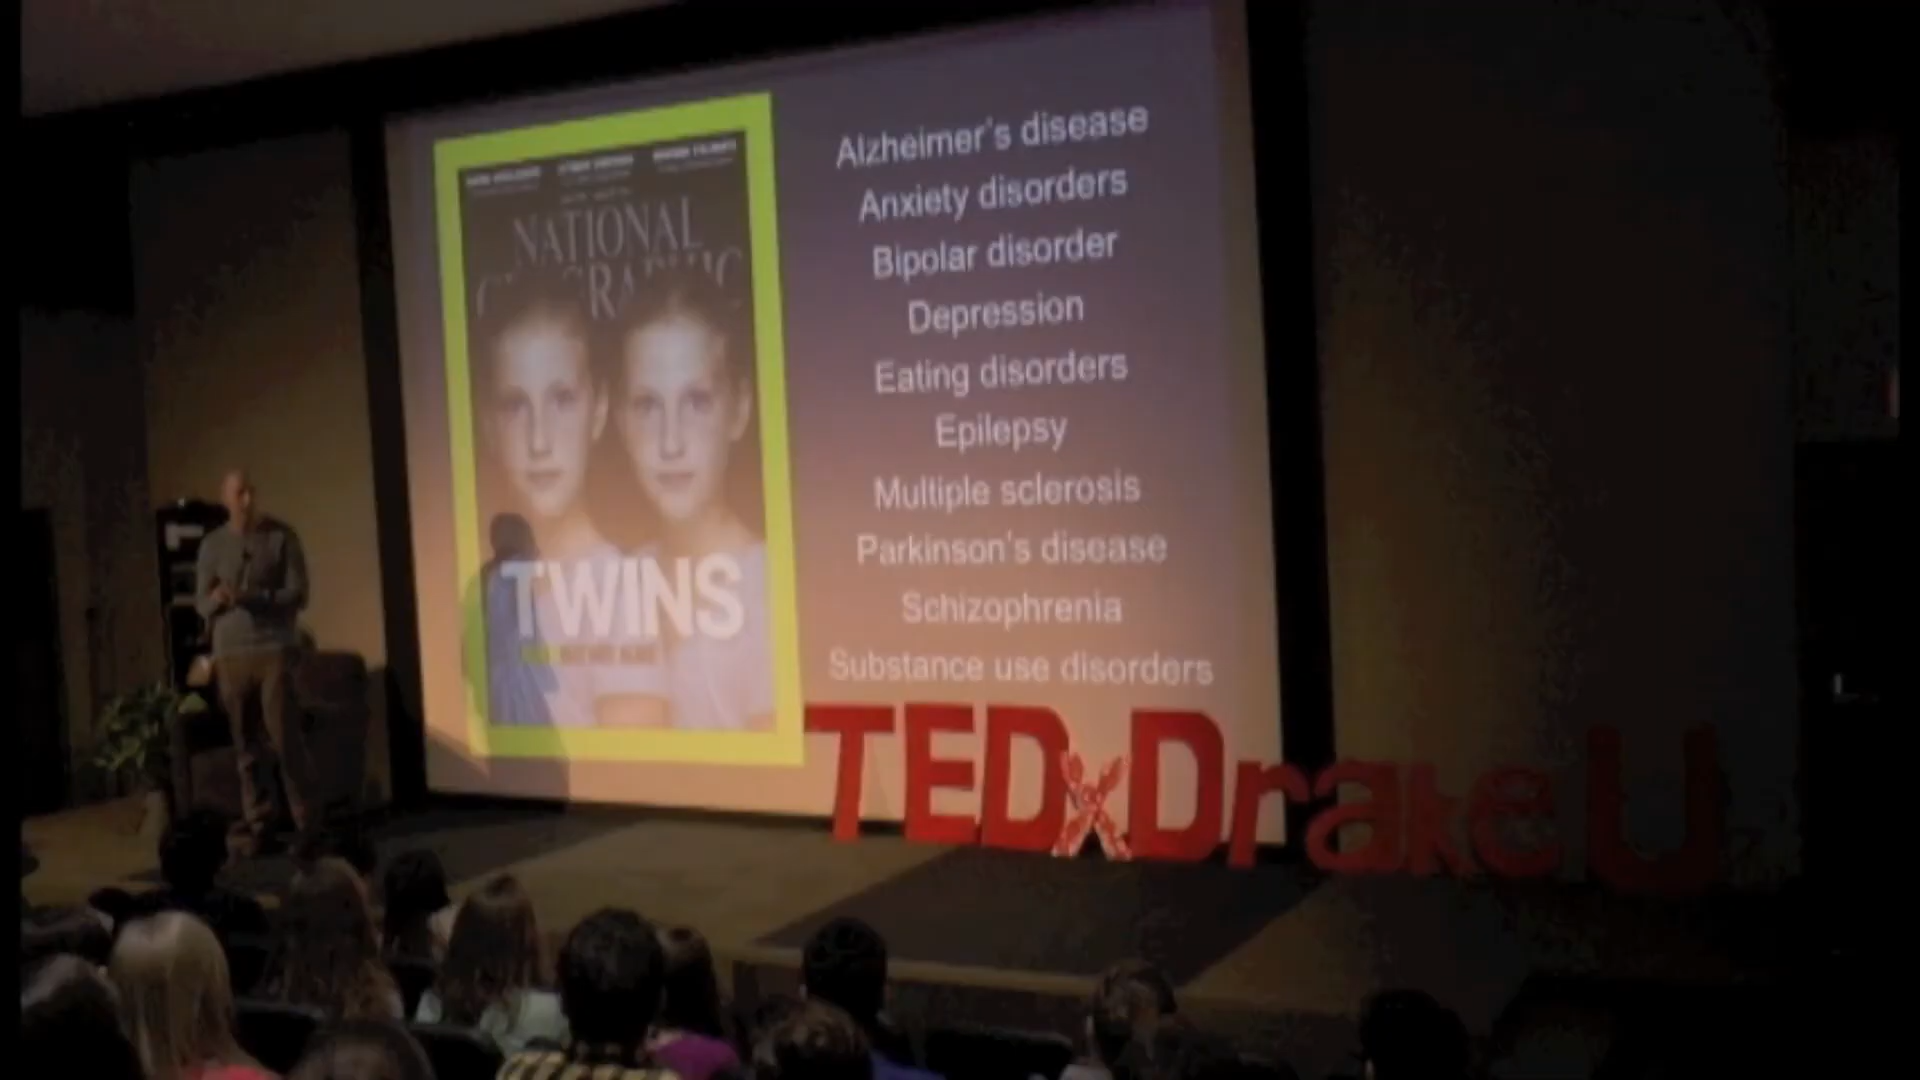 NATIONAL
GEOGRAPHIC
TWINS
Alzheimer's disease
Anxiety disorders
Bipolar disorder
Depression
Eating disorders
Epilepsy
Multiple sclerosis
Parkinson's disease
Schizophrenia
Substance use disorders
TEDxDrakeU